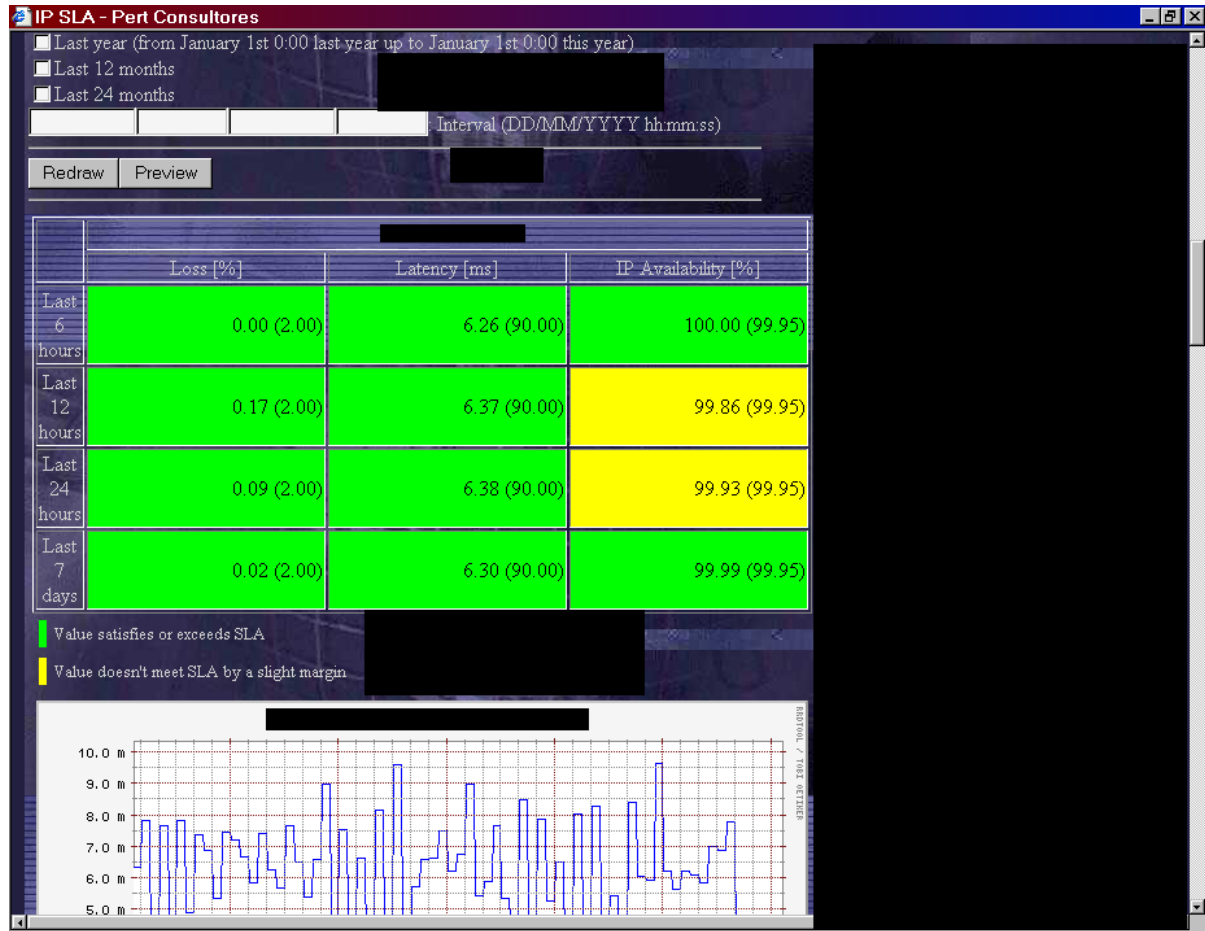 IP SLA - Pert Consultores
Last year (from January 1st 0:00 last year up to January 1st 0:00 this year)
Last 12 months
Last 24 months
: Interval (DD/MM/YYYY hh:mm:ss)
Redraw Preview
Loss [%] Latency [ms] IP Availability [%]
Last 6 hours 0.00 (2.00) 6.26 (90.00) 100.00 (99.95)
Last 12 hours 0.17 (2.00) 6.37 (90.00) 99.86 (99.95)
Last 24 hours 0.09 (2.00) 6.38 (90.00) 99.93 (99.95)
Last 7 days 0.02 (2.00) 6.30 (90.00) 99.99 (99.95)
Value satisfies or exceeds SLA
Value doesn't meet SLA by a slight margin
RRDTOOL / TOBI OETIKER
10.0 m
9.0 m
8.0 m
7.0 m
6.0 m
5.0 m